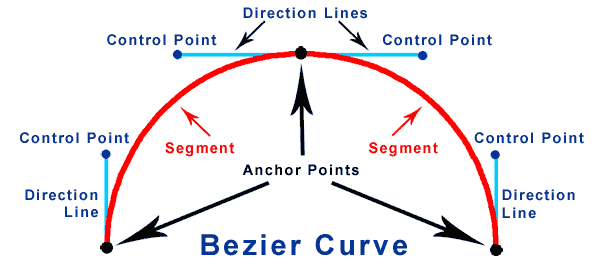 Direction Lines
Control Point
Control Point
Segment
Segment
Control Point
Control Point
Anchor Points
Direction
Line
Direction
Line
Bezier Curve